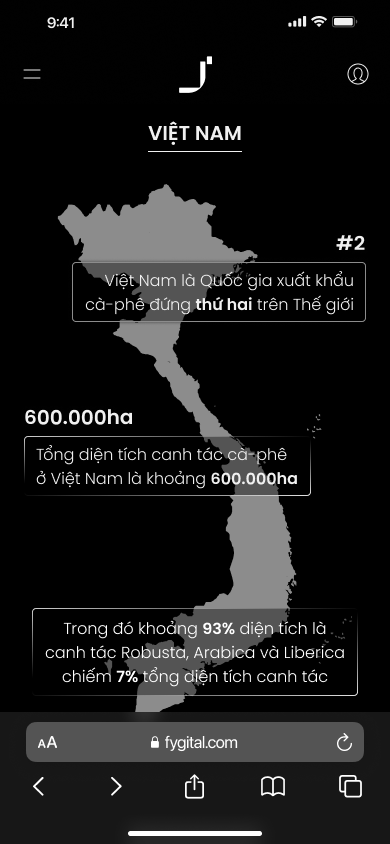 9:41
VIỆT NAM
#2
Việt Nam là Quốc gia xuất khẩu
cà-phê đứng thứ hai trên Thế giới
600.000ha
Tổng diện tích canh tác cà-phê
ở Việt Nam là khoảng 600.000ha
Trong đó khoảng 93% diện tích là
canh tác Robusta, Arabica và Liberica
chiếm 7% tổng diện tích canh tác
AA fygital.com